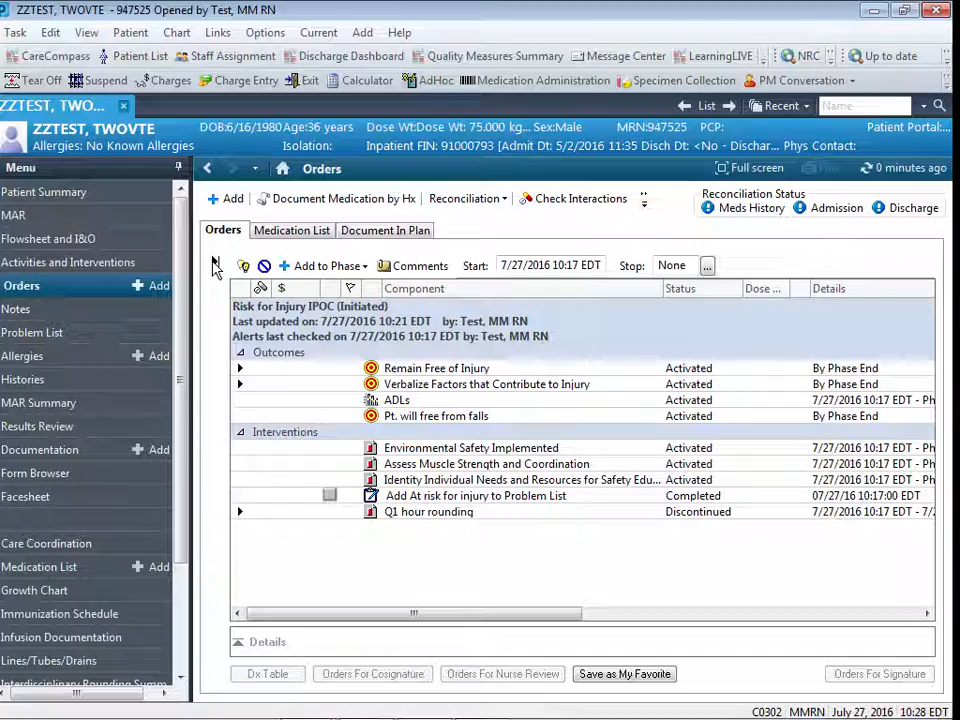 ZZTEST, TWOVTE - 947525 Opened by Test, MM RN
Task Edit View Patient Chart Links Options Current Add Help
CareCompass Patient List Staff Assignment Discharge Dashboard Quality Measures Summary Message Center LearningLIVE NRC Up to date
Tear Off Suspend Charges Charge Entry Exit Calculator AdHoc Medication Administration Specimen Collection PM Conversation
ZZTEST, TWO... List Recent Name
ZZTEST, TWOVTE DOB:6/16/1980 Age:36 years Dose Wt:Dose Wt: 75.000 kg... Sex:Male MRN:947525 PCP: Patient Portal:...
Allergies: No Known Allergies Isolation: Inpatient FIN: 91000793 [Admit Dt: 5/2/2016 11:35 Disch Dt: <No - Dischar... Phys Contact:
Menu
Orders
Full screen
0 minutes ago
Patient Summary
MAR
Flowsheet and I&O
Activities and Interventions
Orders Add
Notes
Problem List
Allergies Add
Histories
MAR Summary
Results Review
Documentation Add
Form Browser
Facesheet
Care Coordination
Medication List Add
Growth Chart
Immunization Schedule
Infusion Documentation
Lines/Tubes/Drains
Interdisciplinary Rounding Summ
Add Document Medication by Hx Reconciliation Check Interactions
Reconciliation Status
Meds History Admission Discharge
Orders Medication List Document In Plan
Add to Phase Comments Start: 7/27/2016 10:17 EDT Stop: None ...
$ Component Status Dose ... Details
Risk for Injury IPOC (Initiated)
Last updated on: 7/27/2016 10:21 EDT by: Test, MM RN
Alerts last checked on 7/27/2016 10:17 EDT by: Test, MM RN
Outcomes
Remain Free of Injury Activated By Phase End
Verbalize Factors that Contribute to Injury Activated By Phase End
ADLs Activated 7/27/2016 10:17 EDT - Ph
Pt. will free from falls Activated By Phase End
Interventions
Environmental Safety Implemented Activated 7/27/2016 10:17 EDT - Ph
Assess Muscle Strength and Coordination Activated 7/27/2016 10:17 EDT - Ph
Identity Individual Needs and Resources for Safety Edu... Activated 7/27/2016 10:17 EDT - Ph
Add At risk for injury to Problem List Completed 07/27/16 10:17:00 EDT
Q1 hour rounding Discontinued 7/27/2016 10:17 EDT - 7/
Details
Dx Table Orders For Cosignature Orders For Nurse Review Save as My Favorite Orders For Signature
C0302 MMRN July 27, 2016 10:28 EDT